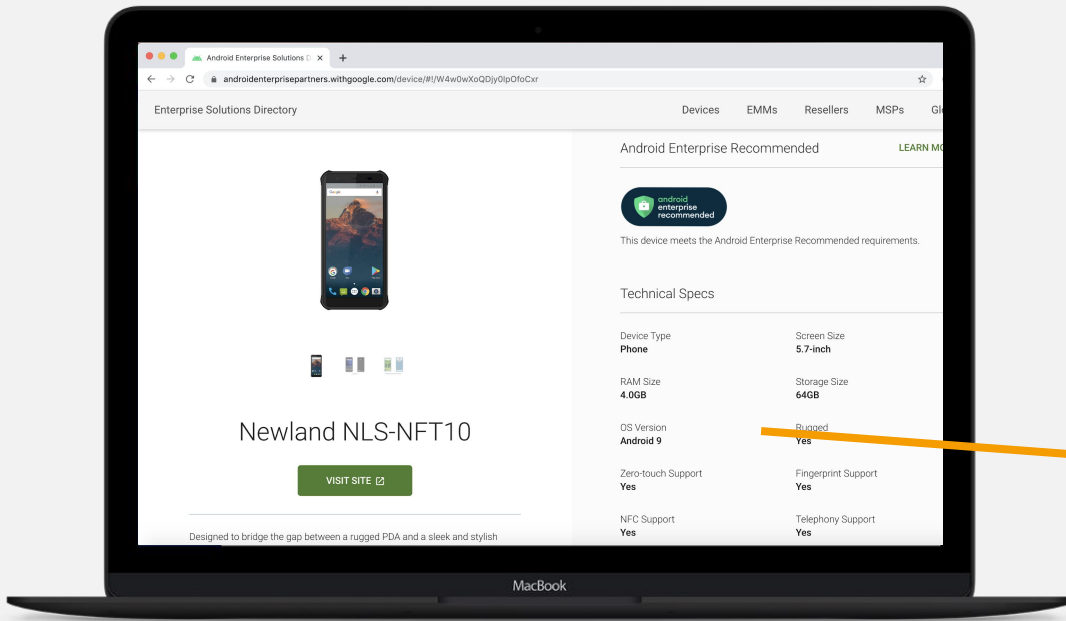 Android Enterprise Solutions D
androidenterprisepartners.withgoogle.com/device/#!/W4w0wXoQDjy0lpOfoCxr
Enterprise Solutions Directory
Devices EMMs Resellers MSPs Gl
Android Enterprise Recommended
LEARN MO
android
enterprise
recommended
This device meets the Android Enterprise Recommended requirements.
Technical Specs
Device Type
Phone
Screen Size
5.7-inch
RAM Size
4.0GB
Storage Size
64GB
OS Version
Android 9
Rugged
Yes
Zero-touch Support
Yes
Fingerprint Support
Yes
NFC Support
Yes
Telephony Support
Yes
Google
Newland NLS-NFT10
VISIT SITE
Designed to bridge the gap between a rugged PDA and a sleek and stylish
MacBook